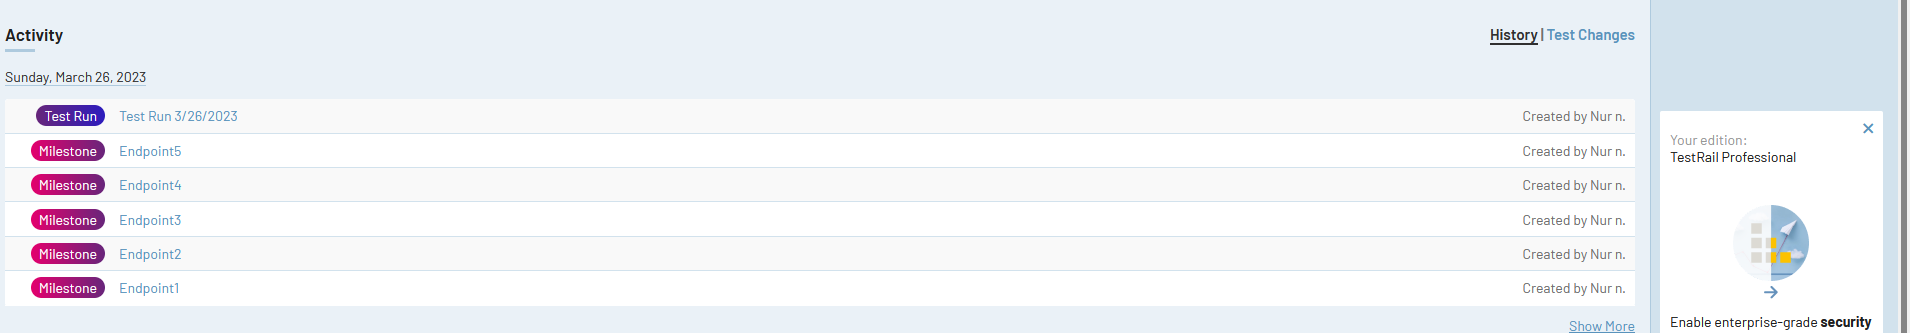 Activity
History | Test Changes
Sunday, March 26, 2023
Test Run Test Run 3/26/2023 Created by Nur n.
Milestone Endpoint5 Created by Nur n.
Milestone Endpoint4 Created by Nur n.
Milestone Endpoint3 Created by Nur n.
Milestone Endpoint2 Created by Nur n.
Milestone Endpoint1 Created by Nur n.
Show More
Your edition:
TestRail Professional
Enable enterprise-grade security